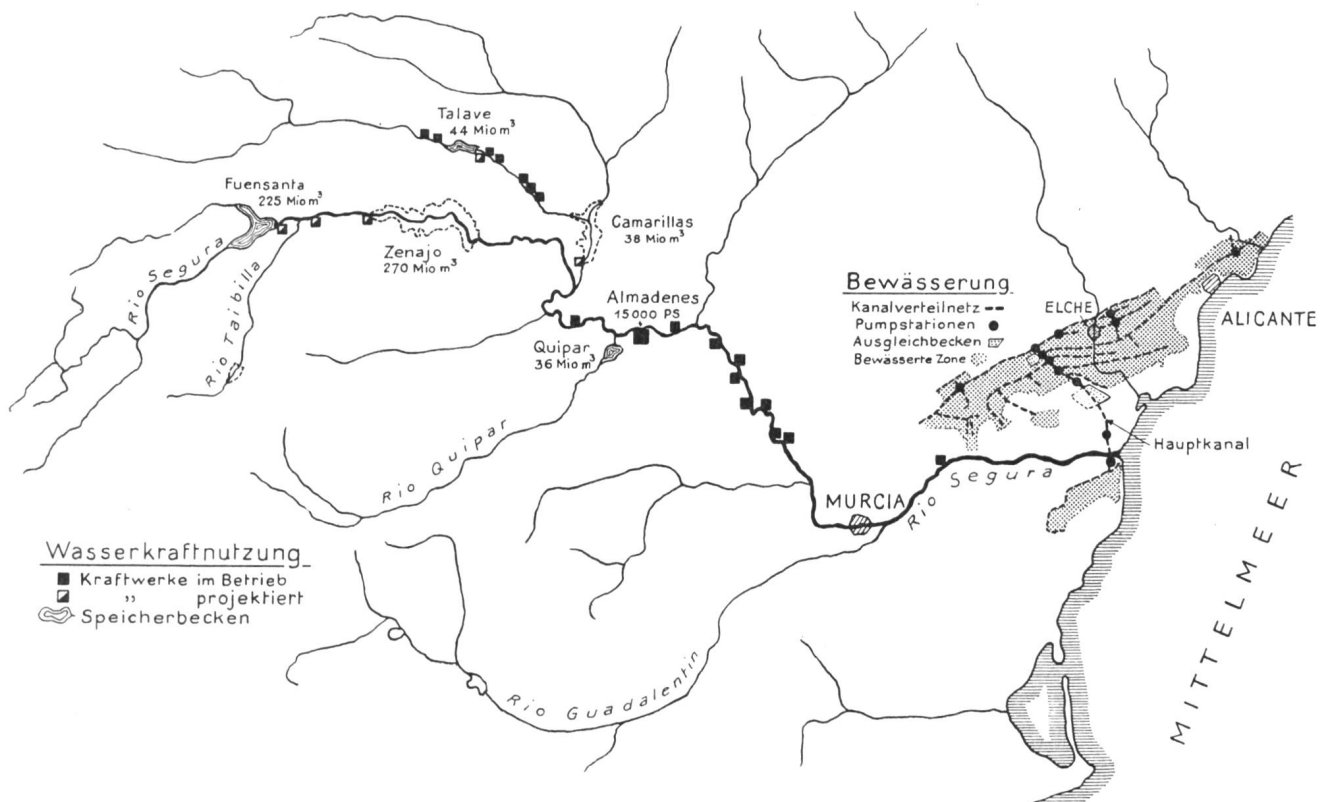 Talave
44 Mio m³
Fuensanta
225 Mio m³
Camarillas
38 Mio m³
Zenajo
270 Mio m³
Rio Segura
Rio Taibilla
Almadenes
15000 PS
Quipar
36 Mio m³
Rio Quipar
Bewässerung
Kanalverteilnetz
Pumpstationen
Ausgleichbecken
Bewässerte Zone
ELCHE
ALICANTE
Hauptkanal
MURCIA
Rio Segura
MITTELMEER
Wasserkraftnutzung
Kraftwerke im Betrieb
„ projektiert
Speicherbecken
Rio Guadalentin